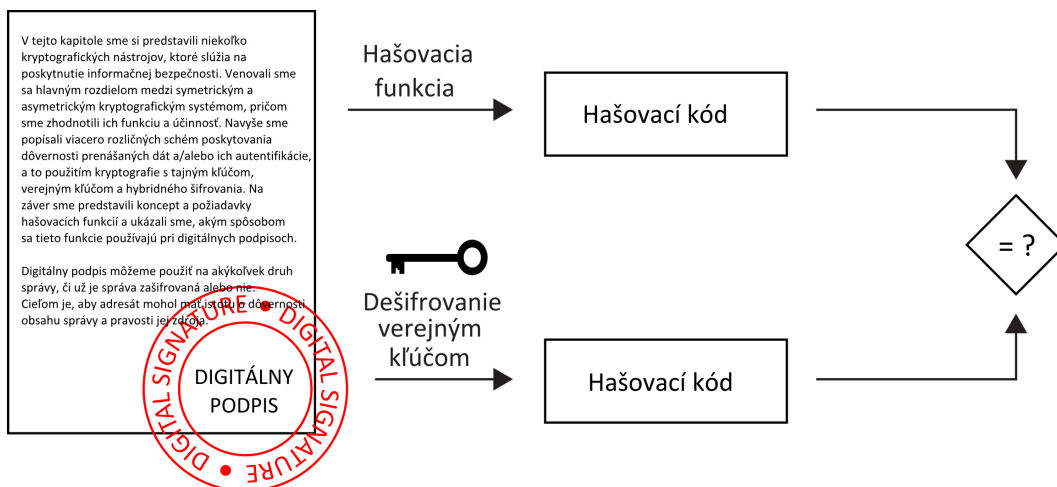 V tejto kapitole sme si predstavili niekoľko
kryptografických nástrojov, ktoré slúžia na
poskytnutie informačnej bezpečnosti. Venovali sme
sa hlavným rozdielom medzi symetrickým a
asymetrickým kryptografickým systémom, pričom
sme zhodnotili ich funkciu a účinnosť. Navyše sme
popísali viacero rozličných schém poskytovania
dôvernosti prenášaných dát a/alebo ich autentifikácie,
a to použitím kryptografie s tajným kľúčom,
verejným kľúčom a hybridného šifrovania. Na
záver sme predstavili koncept a požiadavky
hašovacích funkcií a ukázali sme, akým spôsobom
sa tieto funkcie používajú pri digitálnych podpisoch.
Digitálny podpis môžeme použiť na akýkoľvek druh
správy, či už je správa zašifrovaná alebo nie.
Cieľom je, aby adresát mohol mať istotu o dôvernosti
obsahu správy a pravosti jej zdroja.
DIGITAL SIGNATURE • DIGITAL SIGNATURE • 
DIGITÁLNY
PODPIS
Hašovacia
funkcia
Hašovací kód
Dešifrovanie
verejným
kľúčom
Hašovací kód
= ?